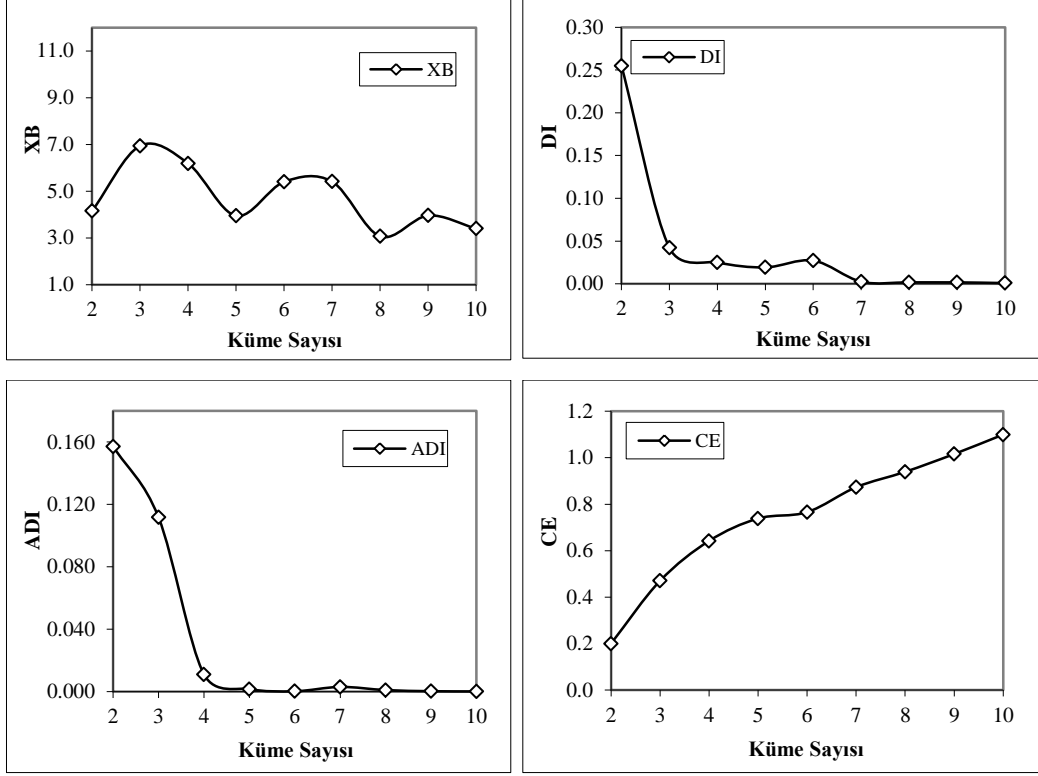 11.0
9.0
7.0
5.0
3.0
1.0
XB
XB
2 3 4 5 6 7 8 9 10
Küme Sayısı
0.30
0.25
0.20
0.15
0.10
0.05
0.00
DI
DI
2 3 4 5 6 7 8 9 10
Küme Sayısı
0.160
0.120
0.080
0.040
0.000
ADI
ADI
2 3 4 5 6 7 8 9 10
Küme Sayısı
1.2
1.0
0.8
0.6
0.4
0.2
0.0
CE
CE
2 3 4 5 6 7 8 9 10
Küme Sayısı